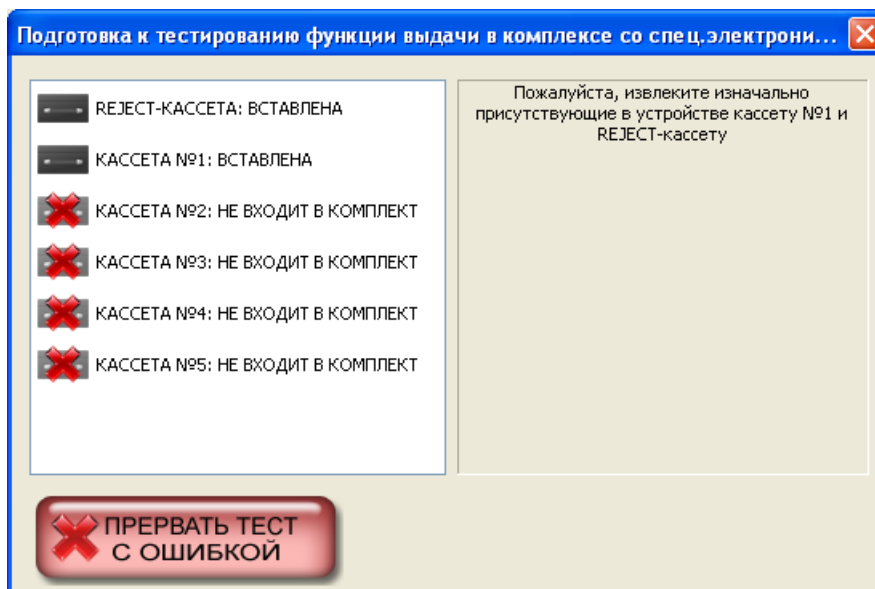 Подготовка к тестированию функции выдачи в комплексе со спец.электрони...
REJECT-КАССЕТА: ВСТАВЛЕНА
КАССЕТА №1: ВСТАВЛЕНА
КАССЕТА №2: НЕ ВХОДИТ В КОМПЛЕКТ
КАССЕТА №3: НЕ ВХОДИТ В КОМПЛЕКТ
КАССЕТА №4: НЕ ВХОДИТ В КОМПЛЕКТ
КАССЕТА №5: НЕ ВХОДИТ В КОМПЛЕКТ
Пожалуйста, извлеките изначально
присутствующие в устройстве кассету №1 и
REJECT-кассету
ПРЕРВАТЬ ТЕСТ
С ОШИБКОЙ